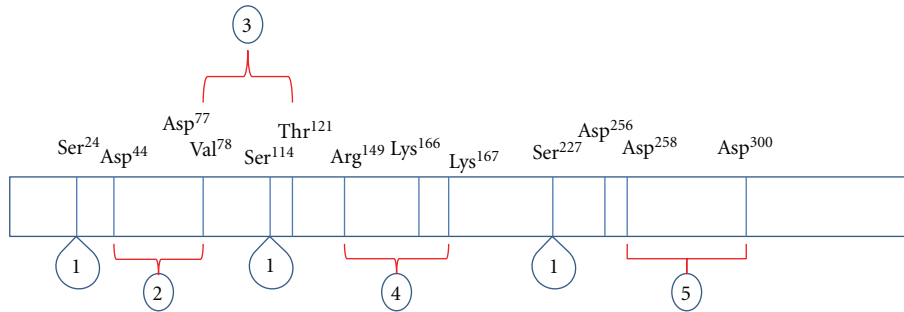 3
Asp⁷⁷
Thr¹²¹
Asp²⁵⁶
Ser²⁴
Asp⁴⁴
Val⁷⁸
Ser¹¹⁴
Arg¹⁴⁹
Lys¹⁶⁶
Lys¹⁶⁷
Ser²²⁷
Asp²⁵⁸
Asp³⁰⁰
1
2
1
4
1
5